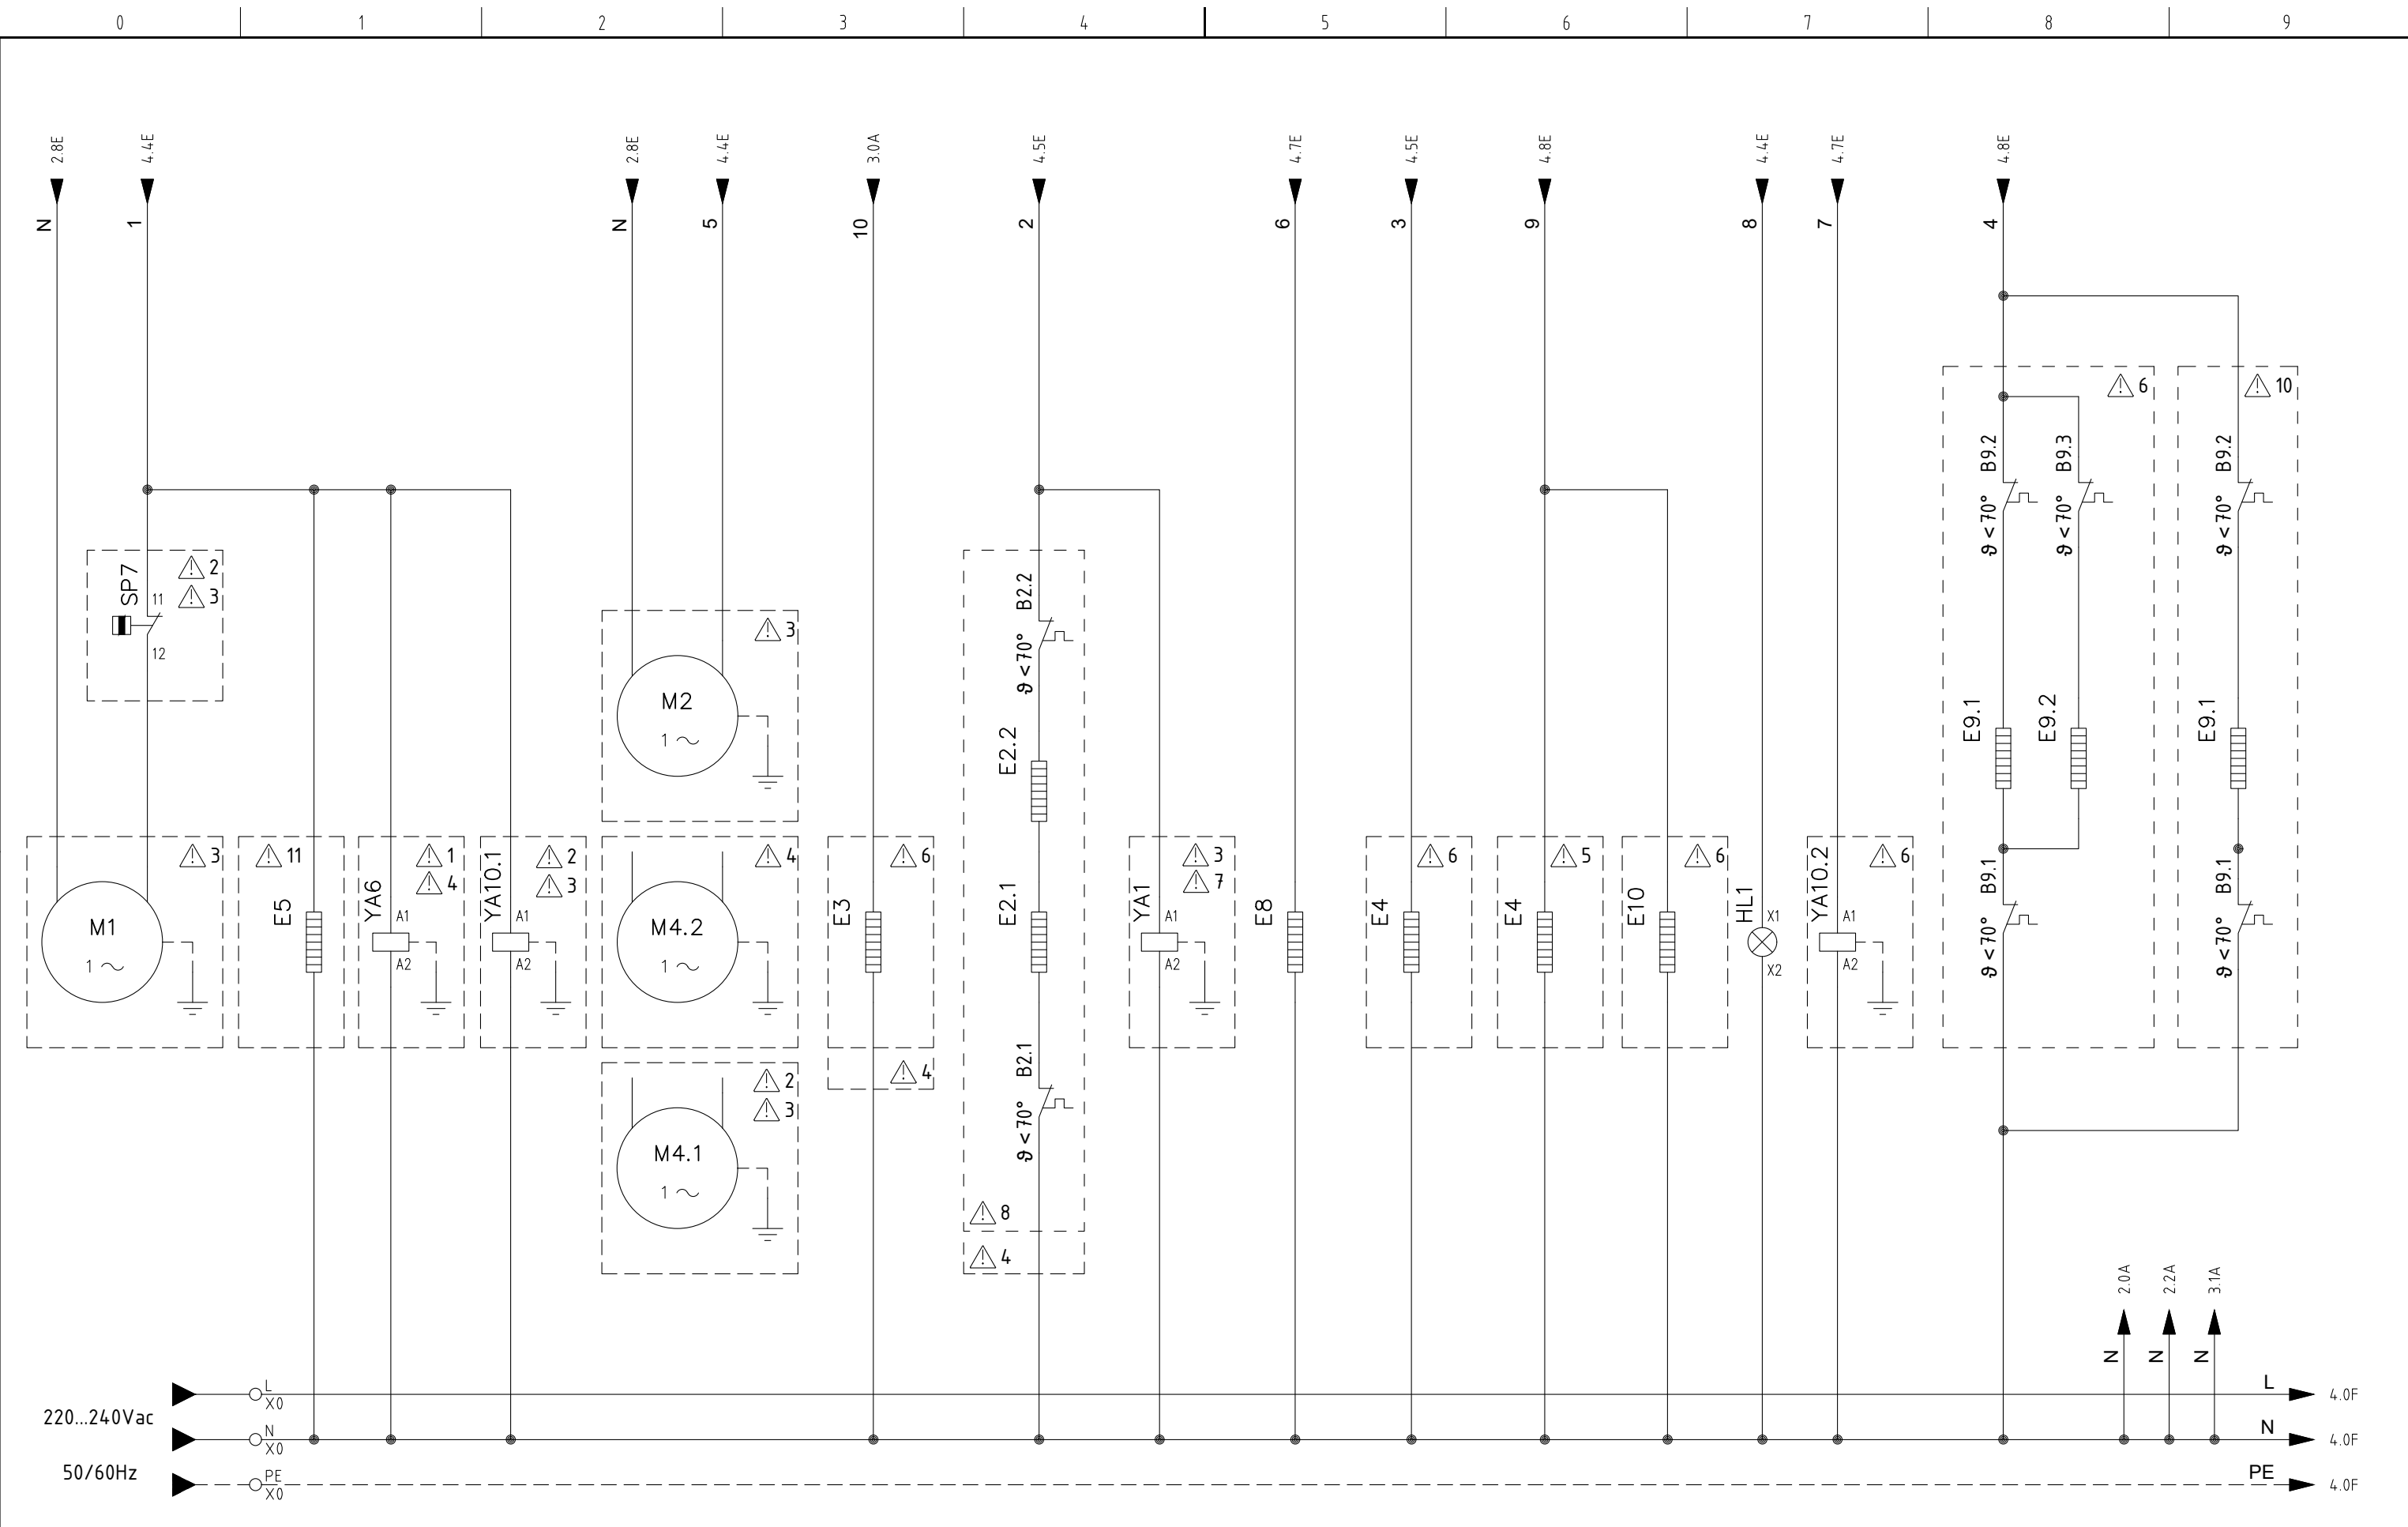 0 1 2 3 4 5 6 7 8 9
2.8E 4.4E 2.8E 4.4E 3.0A 4.5E 4.7E 4.5E 4.8E 4.4E 4.7E 4.8E
N 1 N 5 10 2 6 3 9 8 7 4
6 10
B9.2 B9.3 B9.2
ϑ<70° ϑ<70° ϑ<70°
SP7 11 12
2
3
B2.2
ϑ<70°
M2
1
3
E2.2
E9.1 E9.2 E9.1
M1
1
3
E5
11
YA6 A1 A2
1
4
YA10.1 A1 A2
2
3
M4.2
1
4
E3
6
4
E2.1
YA1 A1 A2
3
7
E8
E4
6
E4
5
E10
6
HL1 X1 X2
YA10.2 A1 A2
6
B9.1 B9.1
ϑ<70° ϑ<70°
M4.1
1
2
3
B2.1
ϑ<70°
8
4
2.0A 2.2A 3.1A
N N N
L X0 L 4.0F
220...240Vac
N X0 N 4.0F
50/60Hz
PE X0 PE 4.0F